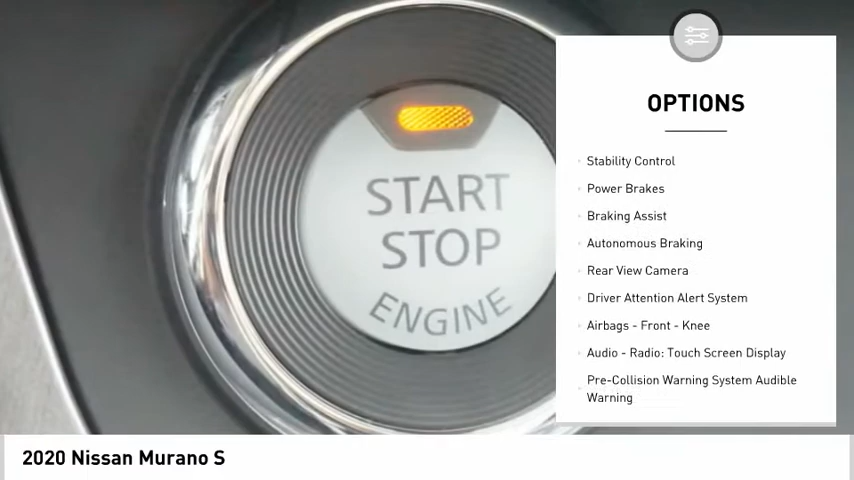 START
STOP
ENGINE
OPTIONS
Stability Control
Power Brakes
Braking Assist
Autonomous Braking
Rear View Camera
Driver Attention Alert System
Airbags - Front - Knee
Audio - Radio: Touch Screen Display
Pre-Collision Warning System Audible
Warning
2020 Nissan Murano S